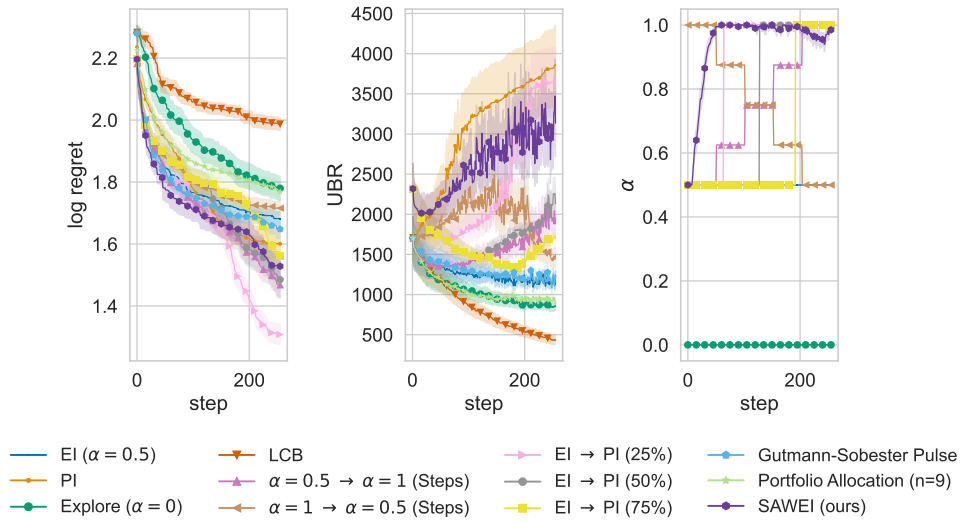 log regret
2.2
2.0
1.8
1.6
1.4
0
200
step
UBR
4500
4000
3500
3000
2500
2000
1500
1000
500
0
200
step
α
1.0
0.8
0.6
0.4
0.2
0.0
0
200
step
EI (α = 0.5)
PI
Explore (α = 0)
LCB
α = 0.5 → α = 1 (Steps)
α = 1 → α = 0.5 (Steps)
EI → PI (25%)
EI → PI (50%)
EI → PI (75%)
Gutmann-Sobester Pulse
Portfolio Allocation (n=9)
SAWEI (ours)